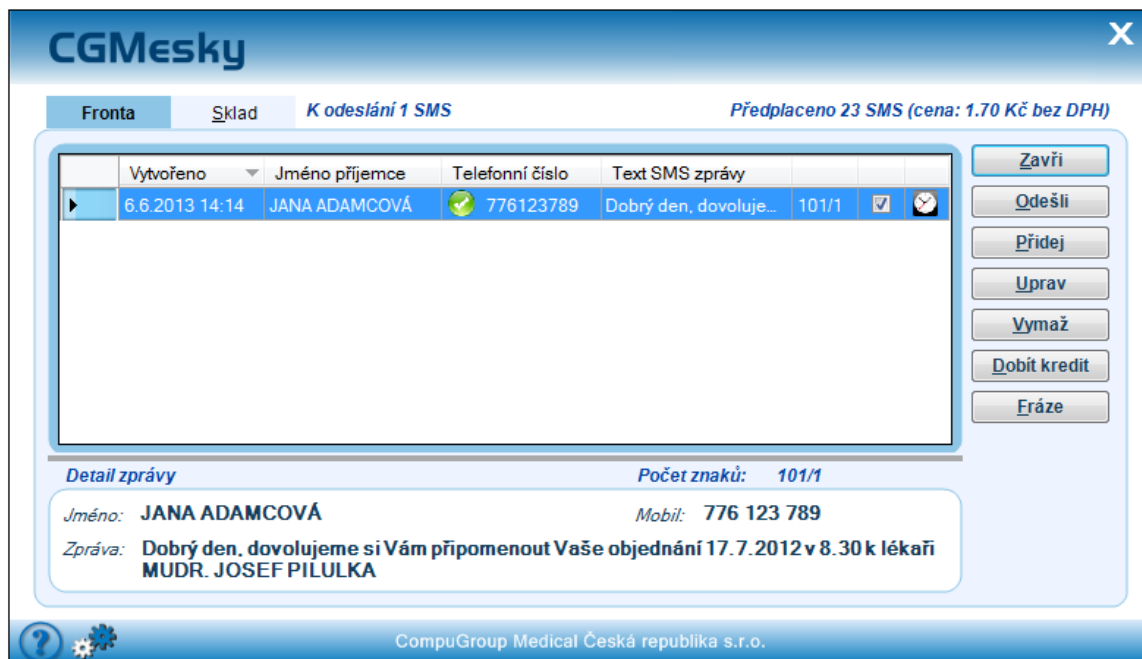 CGMesky
X
Fronta Sklad K odeslání 1 SMS Předplaceno 23 SMS (cena: 1.70 Kč bez DPH)
Vytvořeno Jméno příjemce Telefonní číslo Text SMS zprávy
6.6.2013 14:14 JANA ADAMCOVÁ 776123789 Dobrý den, dovoluje... 101/1
Zavři
Odešli
Přidej
Uprav
Vymaž
Dobít kredit
Fráze
Detail zprávy Počet znaků: 101/1
Jméno: JANA ADAMCOVÁ Mobil: 776 123 789
Zpráva: Dobrý den, dovolujeme si Vám připomenout Vaše objednání 17.7.2012 v 8.30 k lékaři
MUDR. JOSEF PILULKA
? CompuGroup Medical Česká republika s.r.o.